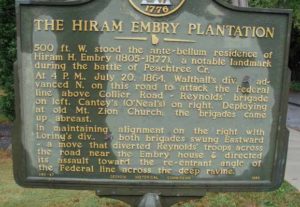 1776
THE HIRAM EMBRY PLANTATION
500 ft. W. stood the ante-bellum residence of
Hiram H. Embry (1805-1877), a notable landmark
during the battle of Peachtree Cr.
At 4 P.M., July 20, 1864, Walthall's div. ad-
vanced N. on this road to attack the Federal
line above Collier Road - Reynolds' brigade
on left, Cantey's (O'Neal's) on right. Deploying
at old Mt. Zion Church, the brigades came
up abreast.
In maintaining alignment on the right with
Loring's div. both brigades swung Eastward
- a move that diverted Reynolds' troops across
the road near the Embry house & directed
its assault toward the re-entrant angle of
the Federal line across the deep ravine.
GEORGIA HISTORICAL COMMISSION